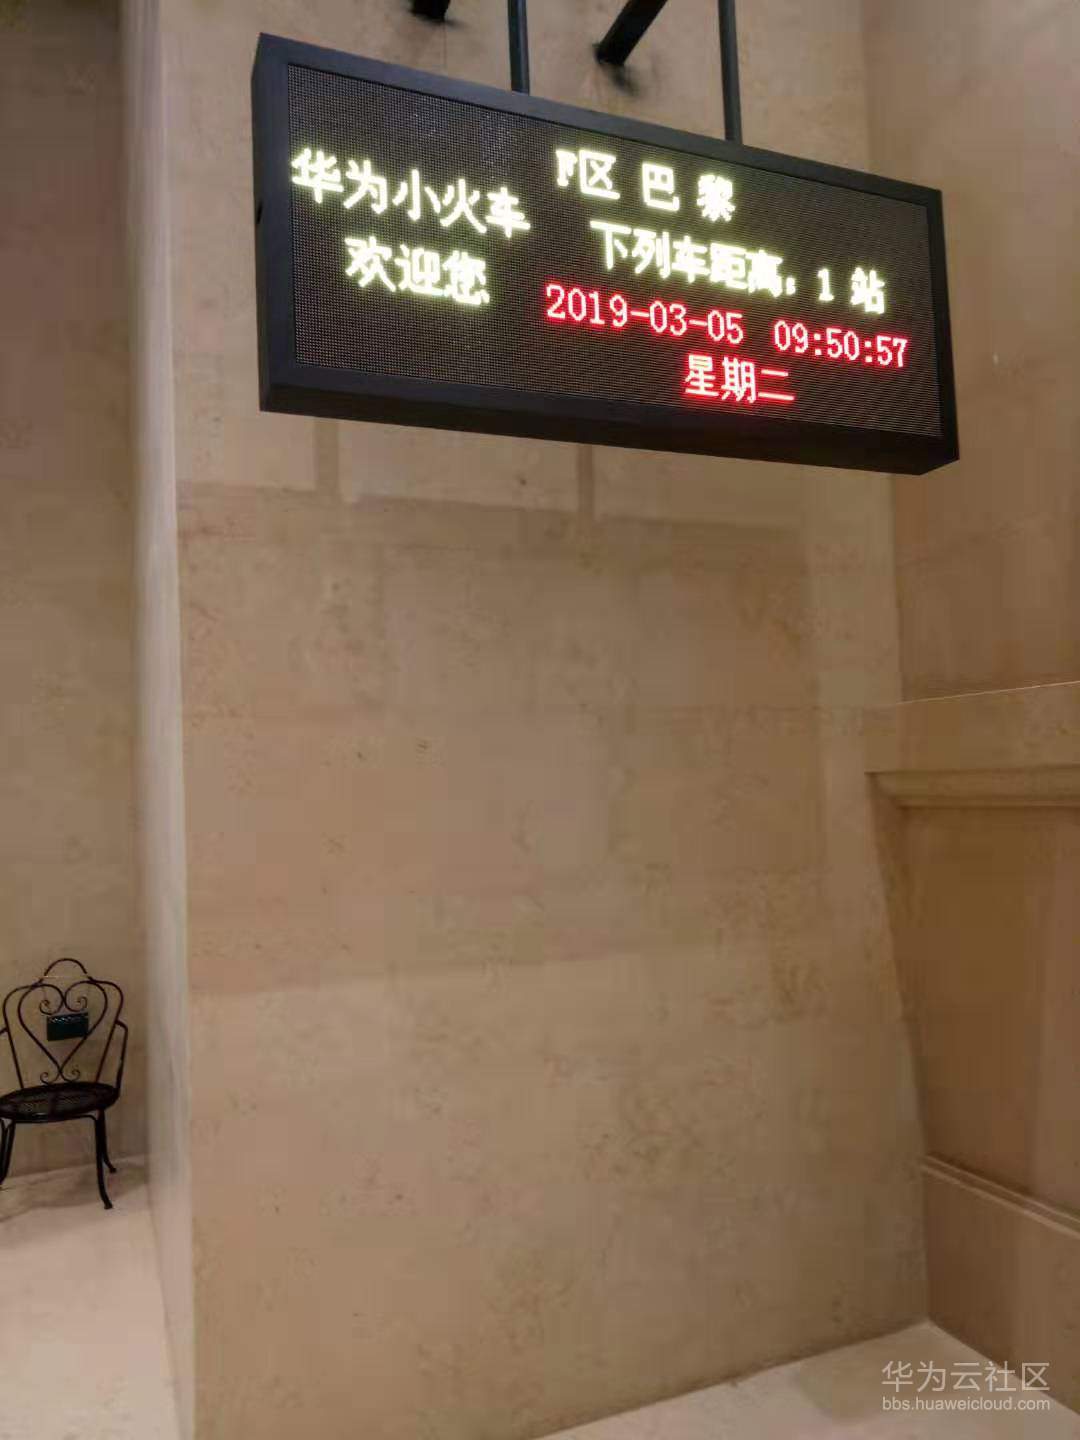 华为小火车
欢迎您
F区 巴 黎
下列车距离：1 站
2019-03-05 09:50:57
星期二
华为云社区
bbs.huaweicloud.com